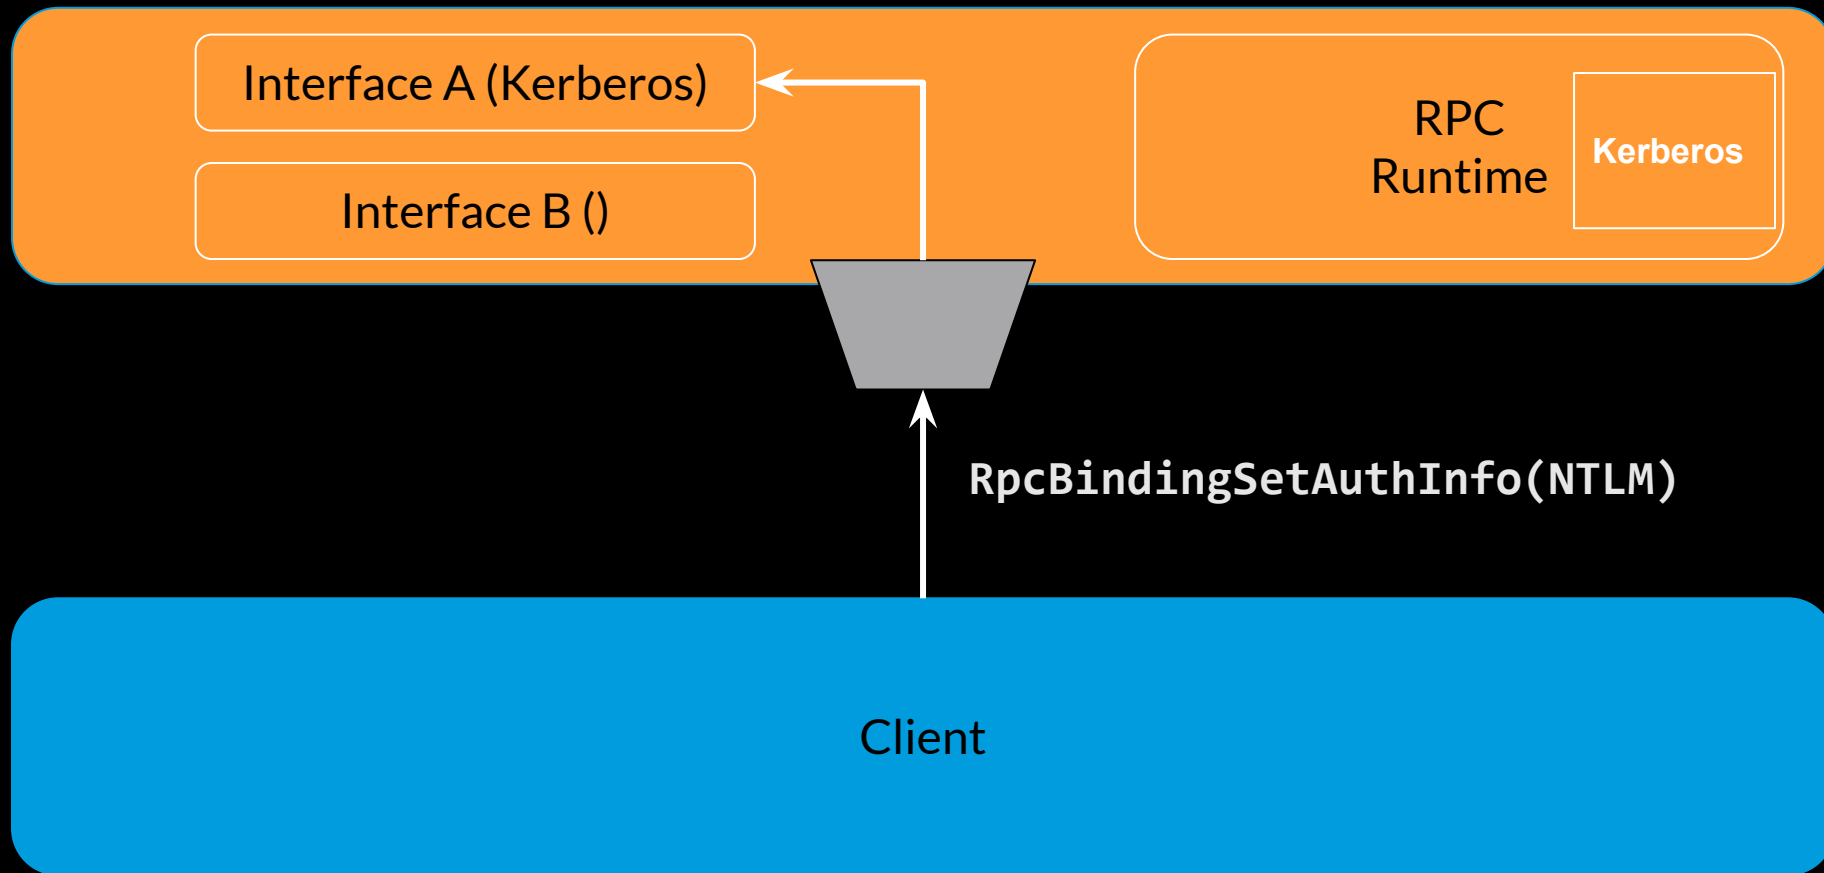 Interface A (Kerberos)
Interface B ()
RPC
Runtime
Kerberos
RpcBindingSetAuthInfo(NTLM)
Client